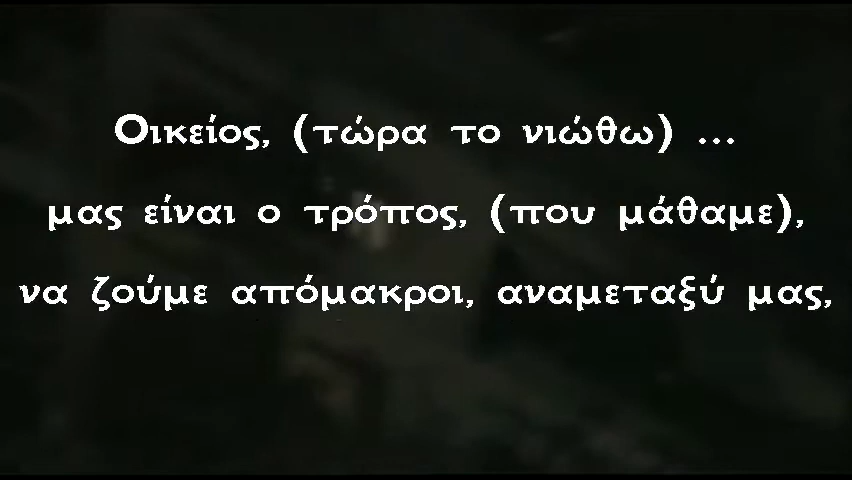 Οικείος, (τώρα το νιώθω) ...
μας είναι ο τρόπος, (που μάθαμε),
να ζούμε απόμακροι, αναμεταξύ μας,